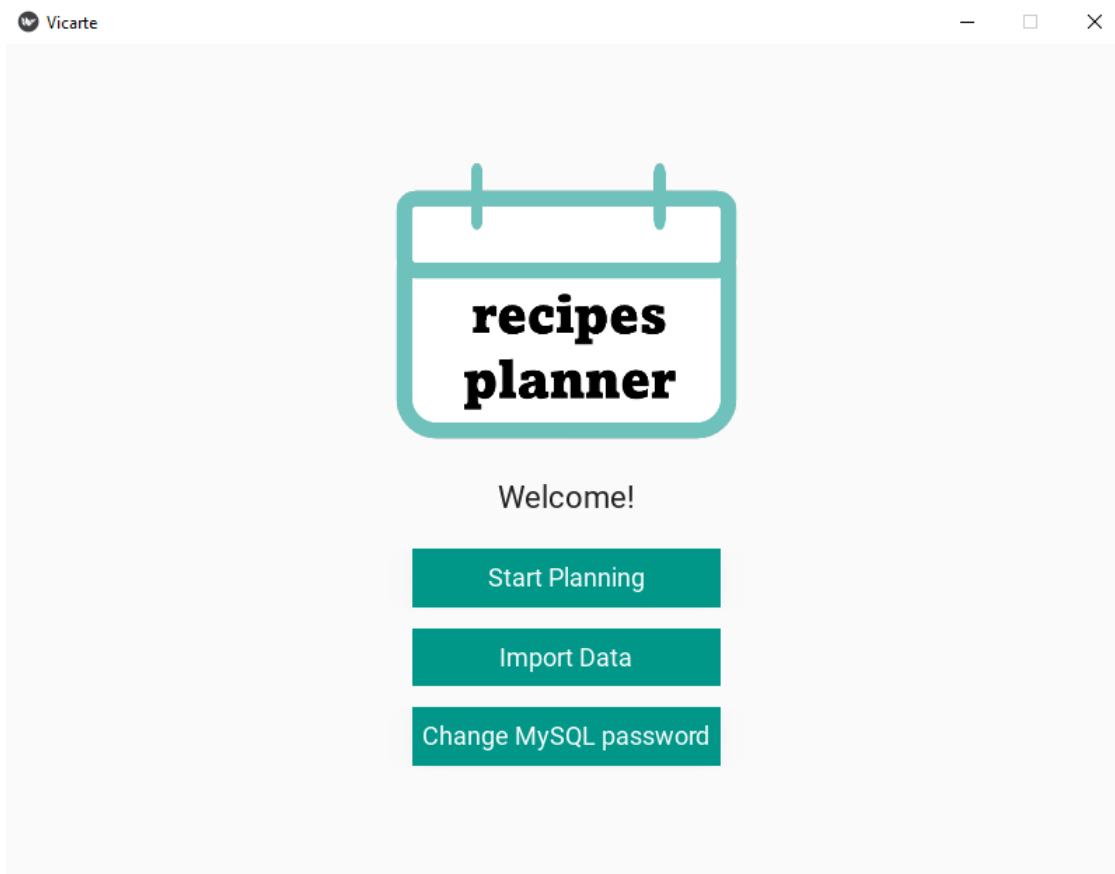 Vicarte
recipes
planner
Welcome!
Start Planning
Import Data
Change MySQL password